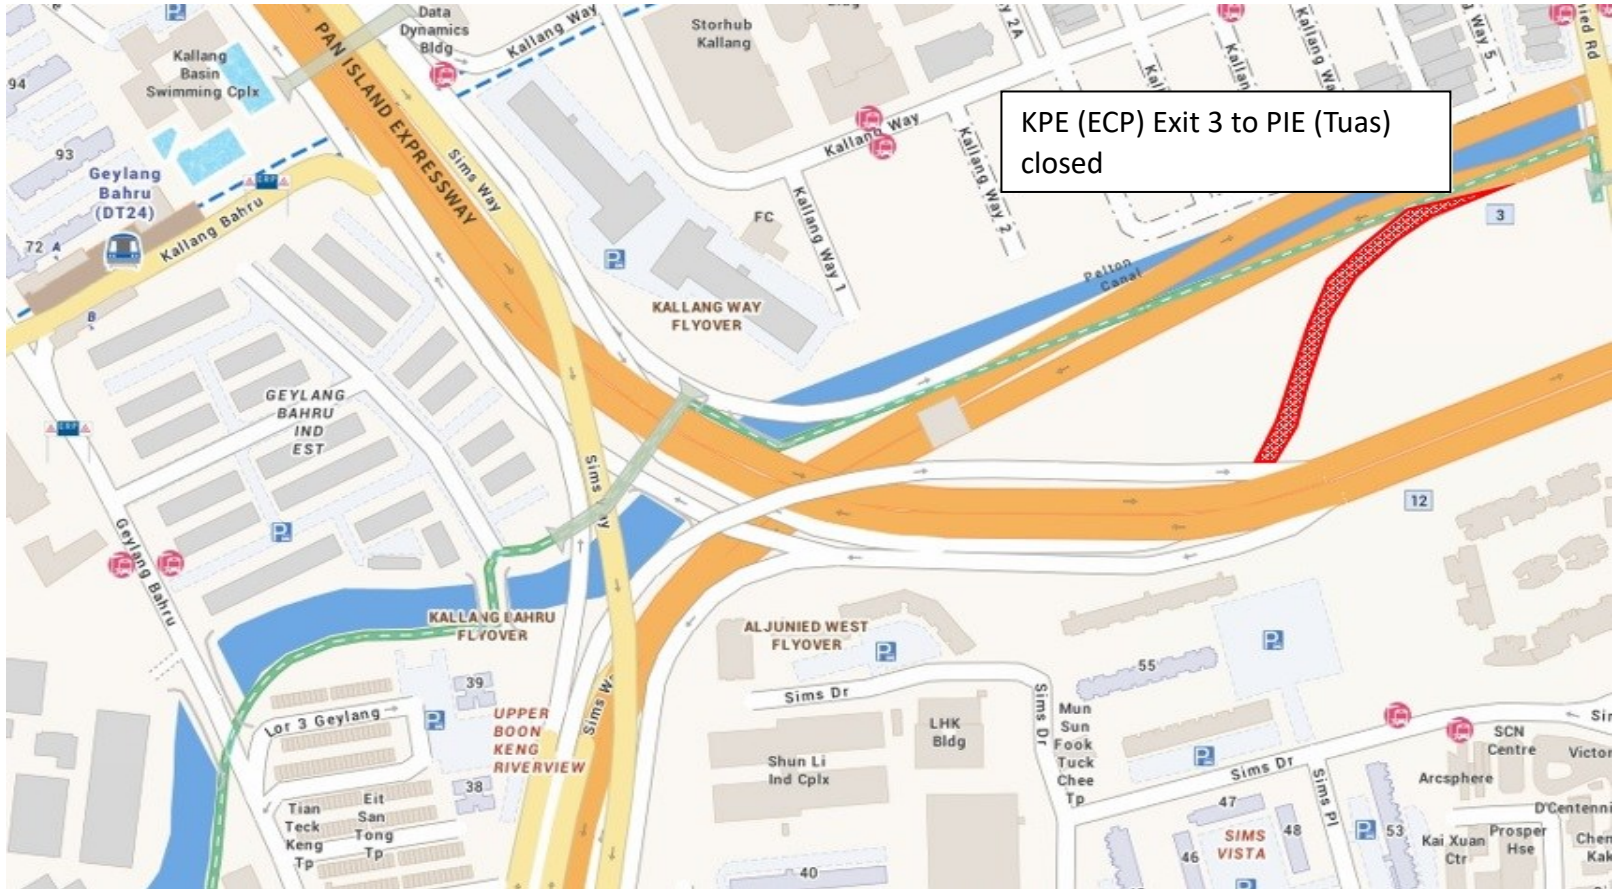 KPE (ECP) Exit 3 to PIE (Tuas)
closed
Data
Dynamics
Bldg
Kallang Way
Storhub
Kallang
Kallang
Basin
Swimming Cplx
94
93
PAN ISLAND EXPRESSWAY
Sims Way
Geylang
Bahru
(DT24)
ERP
72
A
B
Kallang Bahru
Kallang Way
Kallang Way 2
Kallang Way 1
FC
P
KALLANG WAY
FLYOVER
Pelton
Canal
3
12
GEYLANG
BAHRU
IND
EST
ERP
P
Geylang Bahru
KALLANG BAHRU
FLYOVER
ALJUNIED WEST
FLYOVER
P
P
55
Sims Dr
Sims Dr
39
P
38
Lor 3 Geylang
UPPER
BOON
KENG
RIVERVIEW
Tian
Teck
Keng
Tp
Eit
San
Tong
Tp
LHK
Bldg
Shun Li
Ind Cplx
40
Mun
Sun
Fook
Tuck
Chee
Tp
P
Sims Dr
Sims Pl
47
48
46
SIMS
VISTA
P
P
53
SCN
Centre
Arcsphere
Kai Xuan
Ctr
Prosper
Hse